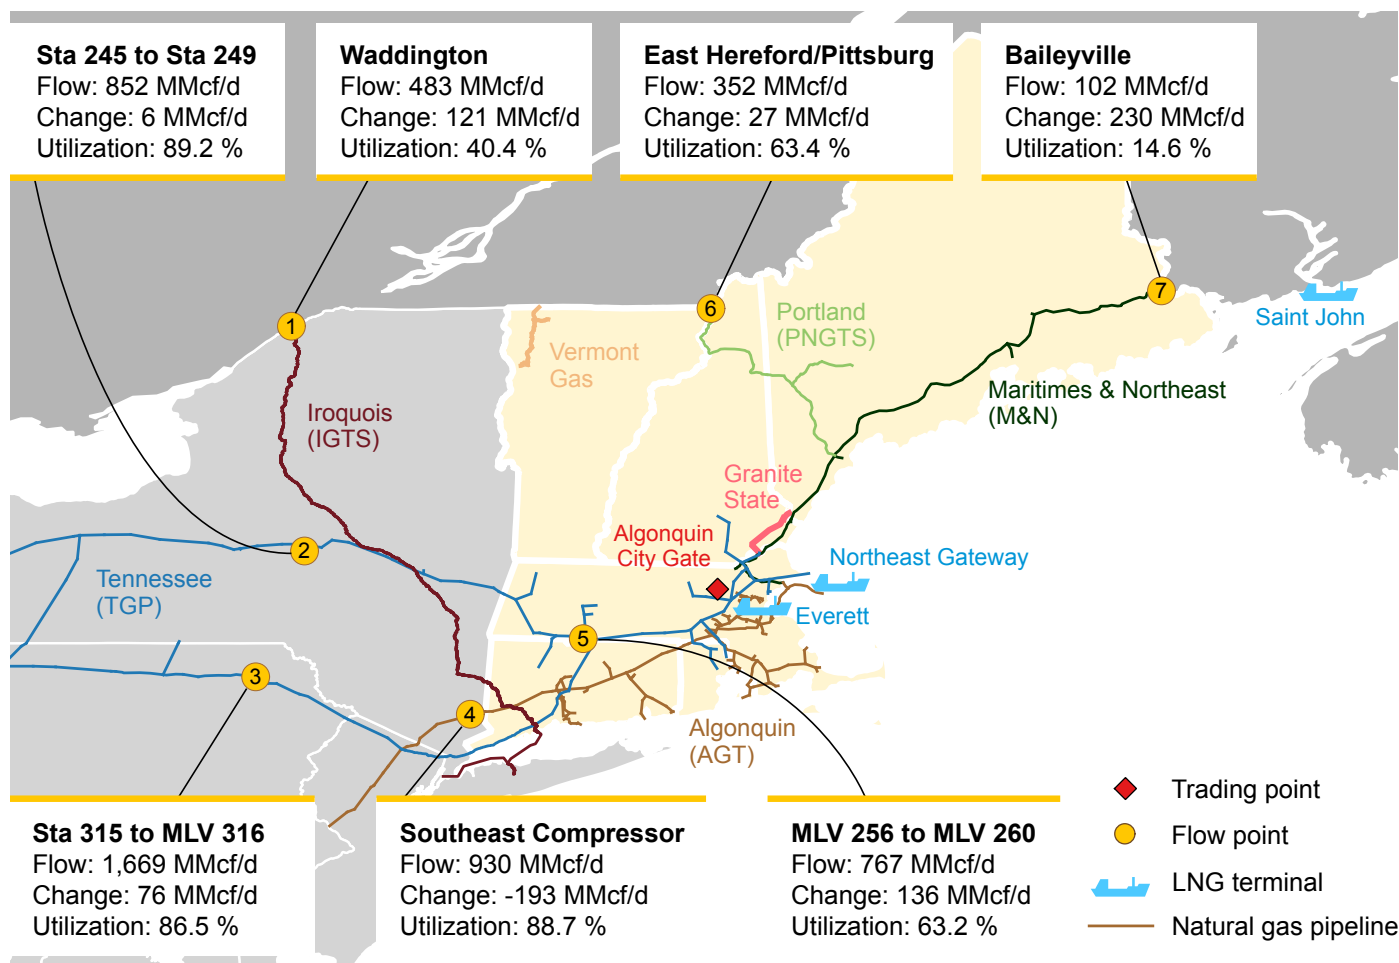 Sta 245 to Sta 249
Flow: 852 MMcf/d
Change: 6 MMcf/d
Utilization: 89.2 %
Waddington
Flow: 483 MMcf/d
Change: 121 MMcf/d
Utilization: 40.4 %
East Hereford/Pittsburg
Flow: 352 MMcf/d
Change: 27 MMcf/d
Utilization: 63.4 %
Baileyville
Flow: 102 MMcf/d
Change: 230 MMcf/d
Utilization: 14.6 %
7
6
1
Saint John
Portland
(PNGTS)
Vermont
Gas
Maritimes & Northeast
(M&N)
Iroquois
(IGTS)
Granite
State
Algonquin
City Gate
2
Northeast Gateway
Tennessee
(TGP)
Everett
5
3
4
Algonquin
(AGT)
Sta 315 to MLV 316
Flow: 1,669 MMcf/d
Change: 76 MMcf/d
Utilization: 86.5 %
Southeast Compressor
Flow: 930 MMcf/d
Change: -193 MMcf/d
Utilization: 88.7 %
MLV 256 to MLV 260
Flow: 767 MMcf/d
Change: 136 MMcf/d
Utilization: 63.2 %
Trading point
Flow point
LNG terminal
Natural gas pipeline